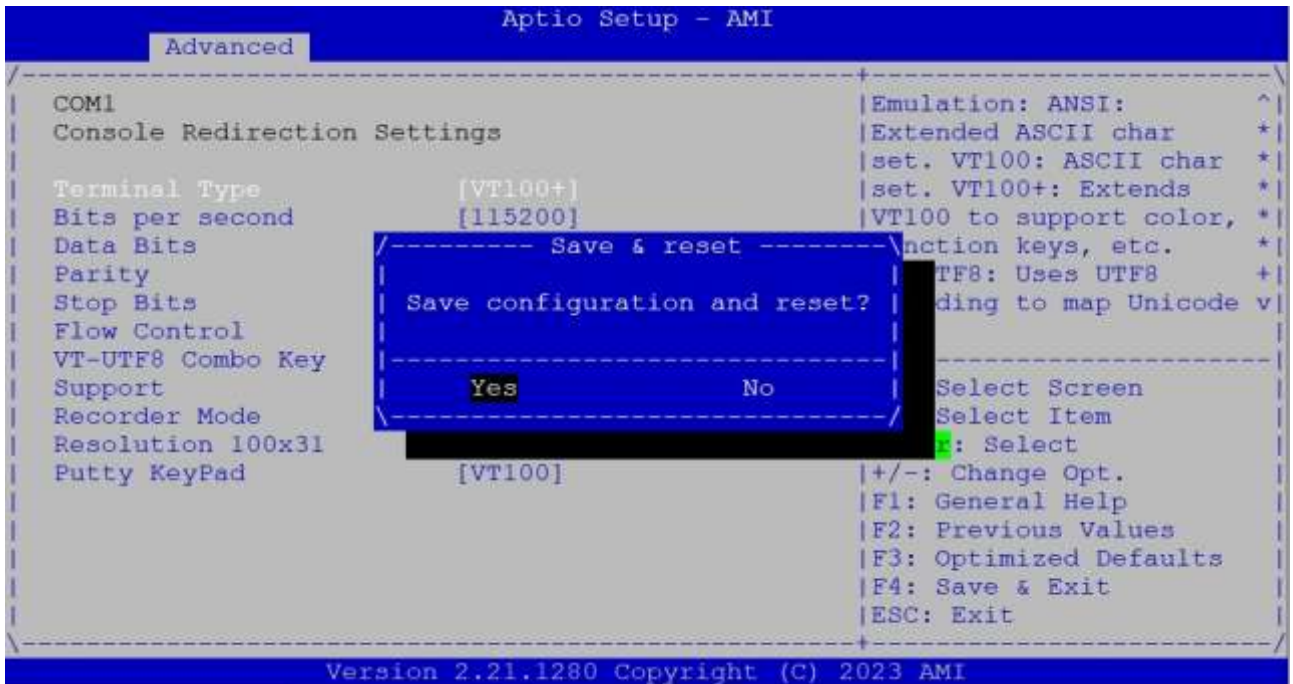 Aptio Setup - AMI
Advanced
COM1
Console Redirection Settings
Terminal Type [VT100+]
Bits per second [115200]
Data Bits
Parity
Stop Bits
Flow Control
VT-UTF8 Combo Key
Support
Recorder Mode
Resolution 100x31
Putty KeyPad [VT100]
Save & reset
Save configuration and reset?
Yes No
Emulation: ANSI:
Extended ASCII char
set. VT100: ASCII char
set. VT100+: Extends
VT100 to support color,
nction keys, etc.
TF8: Uses UTF8
ding to map Unicode
Select Screen
Select Item
r: Select
+/-: Change Opt.
F1: General Help
F2: Previous Values
F3: Optimized Defaults
F4: Save & Exit
ESC: Exit
Version 2.21.1280 Copyright (C) 2023 AMI